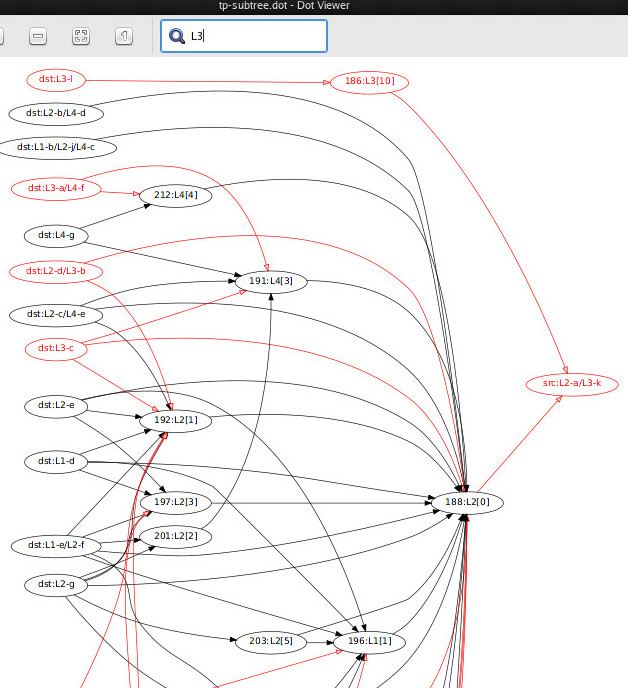 tp-subtree.dot - Dot Viewer
L3
dst:L3-l
186:L3[10]
dst:L2-b/L4-d
dst:L1-b/L2-j/L4-c
dst:L3-a/L4-f
212:L4[4]
dst:L4-g
dst:L2-d/L3-b
191:L4[3]
dst:L2-c/L4-e
dst:L3-c
src:L2-a/L3-k
dst:L2-e
192:L2[1]
dst:L1-d
197:L2[3]
188:L2[0]
201:L2[2]
dst:L1-e/L2-f
dst:L2-g
203:L2[5]
196:L1[1]